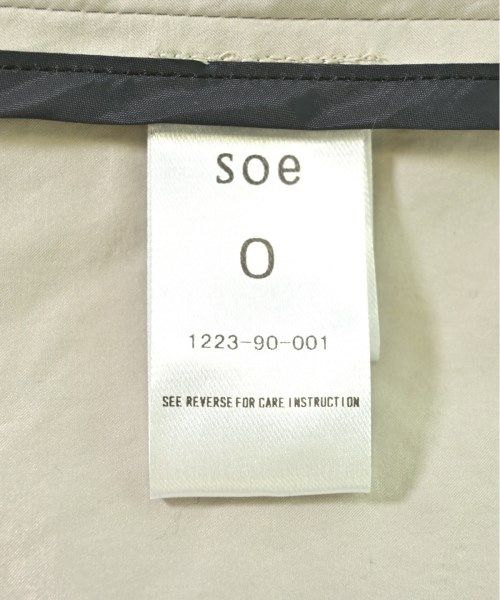 soe
0
1223-90-001
SEE REVERSE FOR CARE INSTRUCTION